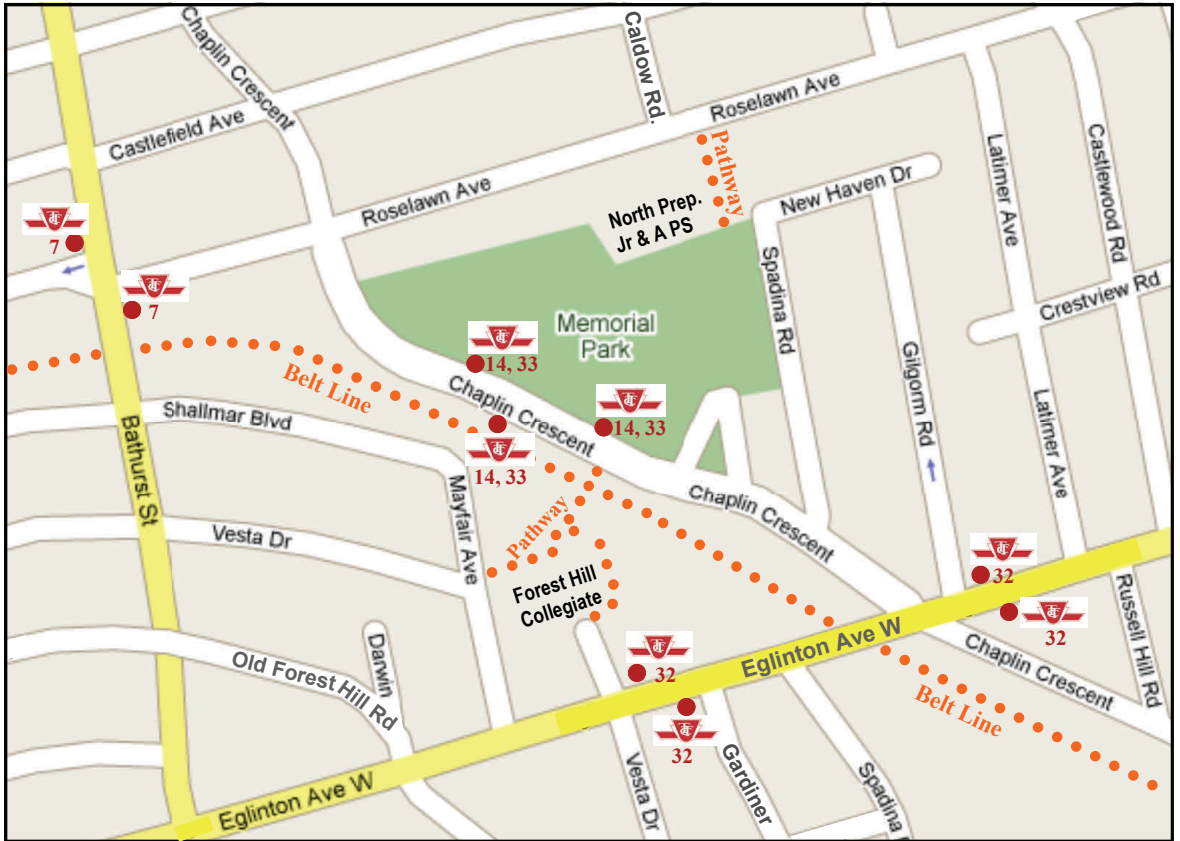 Chaplin Crescent
Caldow Rd.
Castlefield Ave
Roselawn Ave
Roselawn Ave
Pathway
North Prep.
Jr & A PS
New Haven Dr
Latimer Ave
Castlewood Rd
Crestview Rd
7
7
Spadina Rd
Memorial
Park
Gilgorm Rd
14, 33
Belt Line
Chaplin Crescent
14, 33
14, 33
Shallmar Blvd
Bathurst St
Mayfair Ave
Latimer Ave
Chaplin Crescent
Pathway
Vesta Dr
Forest Hill
Collegiate
32
32
Russell Hill Rd
Darwin
Old Forest Hill Rd
32
Eglinton Ave W
Chaplin Crescent
Belt Line
32
Eglinton Ave W
Vesta Dr
Gardiner
Spadina